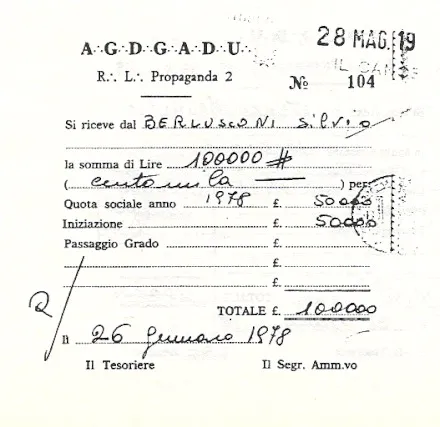 28 MAG. 19
A∴G∴D∴G∴A∴D∴U∴
R∴ L∴ Propaganda 2
№ 104
Si riceve dal BERLUSCONI Silvio
la somma di Lire 100000 #
( centomila ) per:
Quota sociale anno 1978 £. 50000
Iniziazione £. 50000
Passaggio Grado £.
£.
£.
TOTALE £. 100000
lì 26 Gennaio 1978
Il Tesoriere Il Segr. Amm.vo